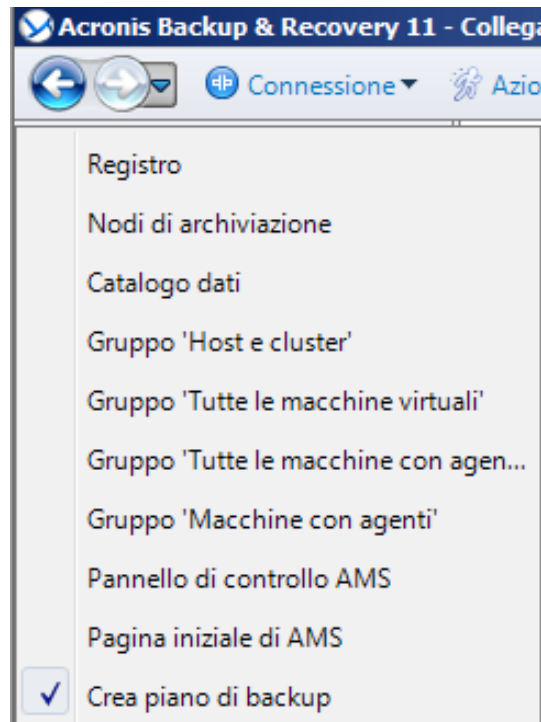 Acronis Backup & Recovery 11 - Collega
Connessione Azio
Registro
Nodi di archiviazione
Catalogo dati
Gruppo 'Host e cluster'
Gruppo 'Tutte le macchine virtuali'
Gruppo 'Tutte le macchine con agen...
Gruppo 'Macchine con agenti'
Pannello di controllo AMS
Pagina iniziale di AMS
Crea piano di backup